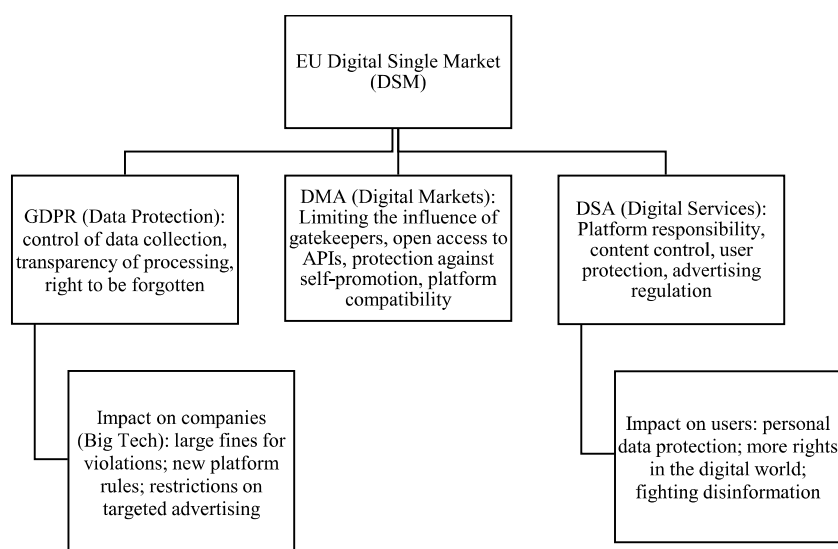 EU Digital Single Market
(DSM)
GDPR (Data Protection):
control of data collection,
transparency of processing,
right to be forgotten
DMA (Digital Markets):
Limiting the influence of
gatekeepers, open access to
APIs, protection against
self-promotion, platform
compatibility
DSA (Digital Services):
Platform responsibility,
content control, user
protection, advertising
regulation
Impact on companies
(Big Tech): large fines for
violations; new platform
rules; restrictions on
targeted advertising
Impact on users: personal
data protection; more rights
in the digital world;
fighting disinformation